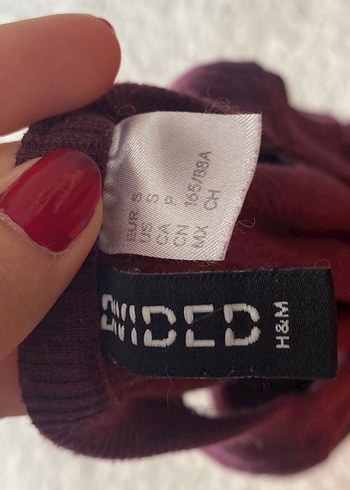 EUR S
US S
CA P
CN 165/88A
MX CH
DIVIDED
H&M